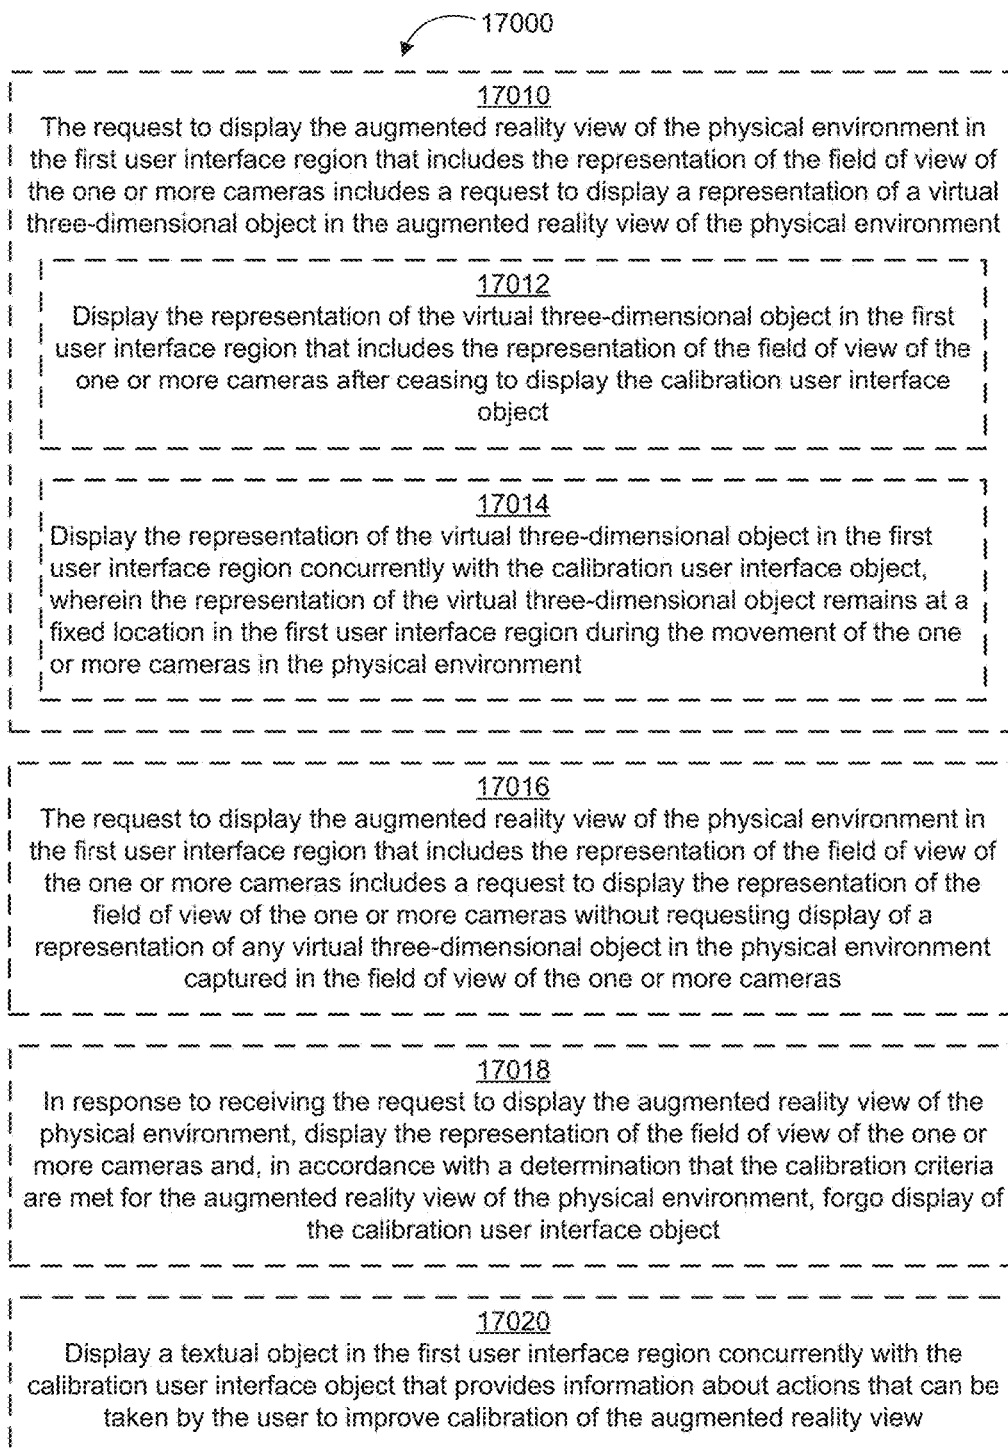 17000
17010
The request to display the augmented reality view of the physical environment in
the first user interface region that includes the representation of the field of view of
the one or more cameras includes a request to display a representation of a virtual
three-dimensional object in the augmented reality view of the physical environment
17012
Display the representation of the virtual three-dimensional object in the first
user interface region that includes the representation of the field of view of the
one or more cameras after ceasing to display the calibration user interface
object
17014
Display the representation of the virtual three-dimensional object in the first
user interface region concurrently with the calibration user interface object,
wherein the representation of the virtual three-dimensional object remains at a
fixed location in the first user interface region during the movement of the one
or more cameras in the physical environment
17016
The request to display the augmented reality view of the physical environment in
the first user interface region that includes the representation of the field of view of
the one or more cameras includes a request to display the representation of the
field of view of the one or more cameras without requesting display of a
representation of any virtual three-dimensional object in the physical environment
captured in the field of view of the one or more cameras
17018
In response to receiving the request to display the augmented reality view of the
physical environment, display the representation of the field of view of the one or
more cameras and, in accordance with a determination that the calibration criteria
are met for the augmented reality view of the physical environment, forgo display of
the calibration user interface object
17020
Display a textual object in the first user interface region concurrently with the
calibration user interface object that provides information about actions that can be
taken by the user to improve calibration of the augmented reality view